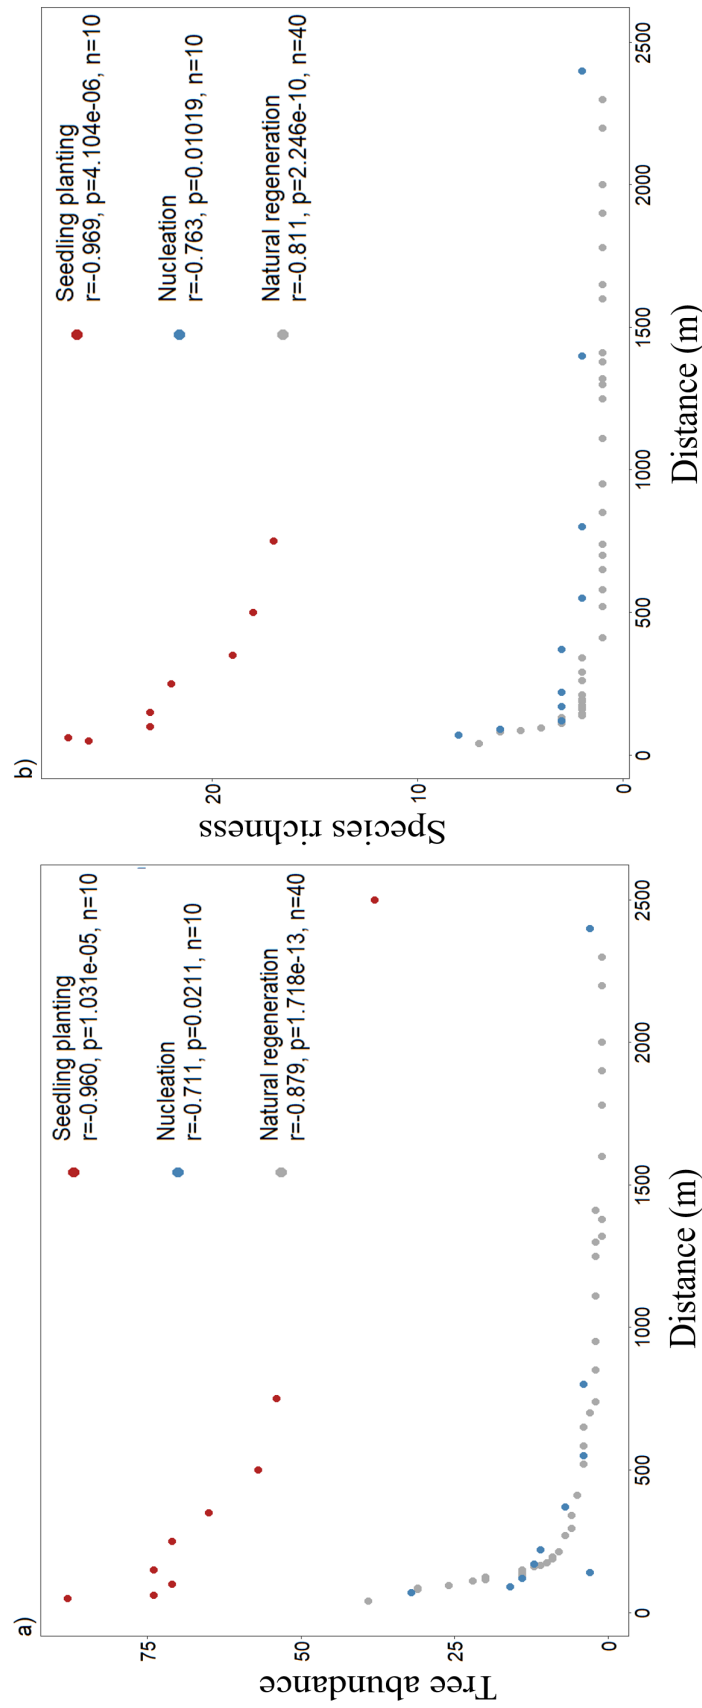 a)
Tree abundance
75
50
25
0
Seedling planting
r=-0.960, p=1.031e-05, n=10
Nucleation
r=-0.711, p=0.0211, n=10
Natural regeneration
r=-0.879, p=1.718e-13, n=40
0
500
1000
1500
2000
2500
Distance (m)
b)
Species richness
20
10
0
Seedling planting
r=-0.969, p=4.104e-06, n=10
Nucleation
r=-0.763, p=0.01019, n=10
Natural regeneration
r=-0.811, p=2.246e-10, n=40
0
500
1000
1500
2000
2500
Distance (m)